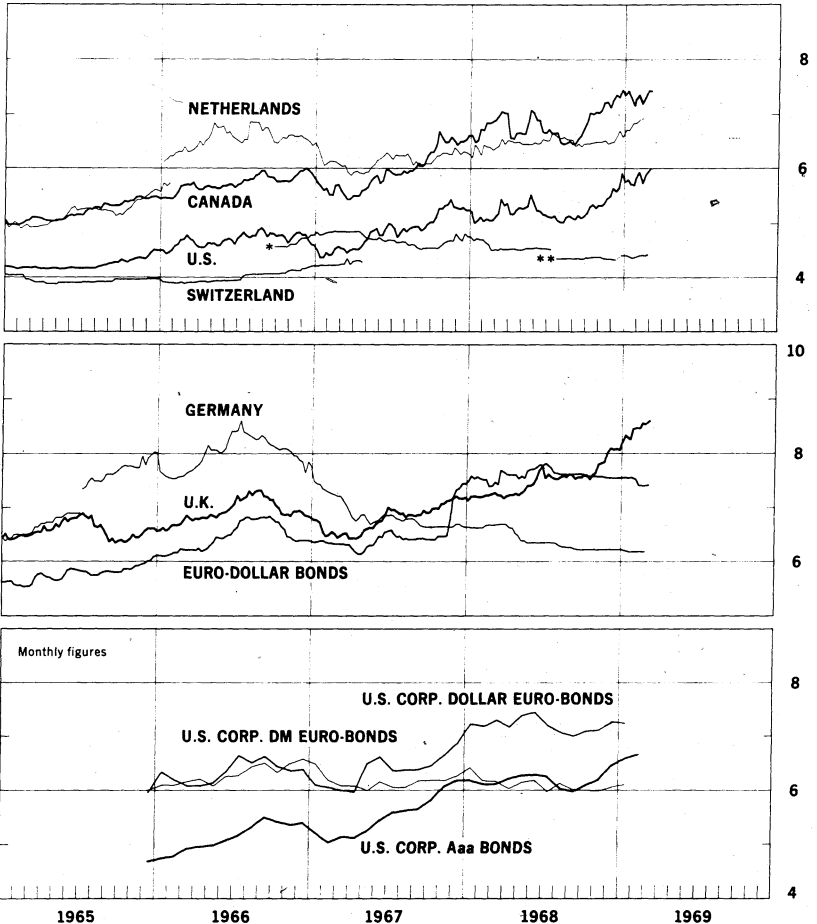 8
NETHERLANDS
6
CANADA
U.S.
*
**
4
SWITZERLAND
10
GERMANY
8
U.K.
6
EURO-DOLLAR BONDS
Monthly figures
8
U.S. CORP. DOLLAR EURO-BONDS
U.S. CORP. DM EURO-BONDS
6
U.S. CORP. Aaa BONDS
4
1965 1966 1967 1968 1969